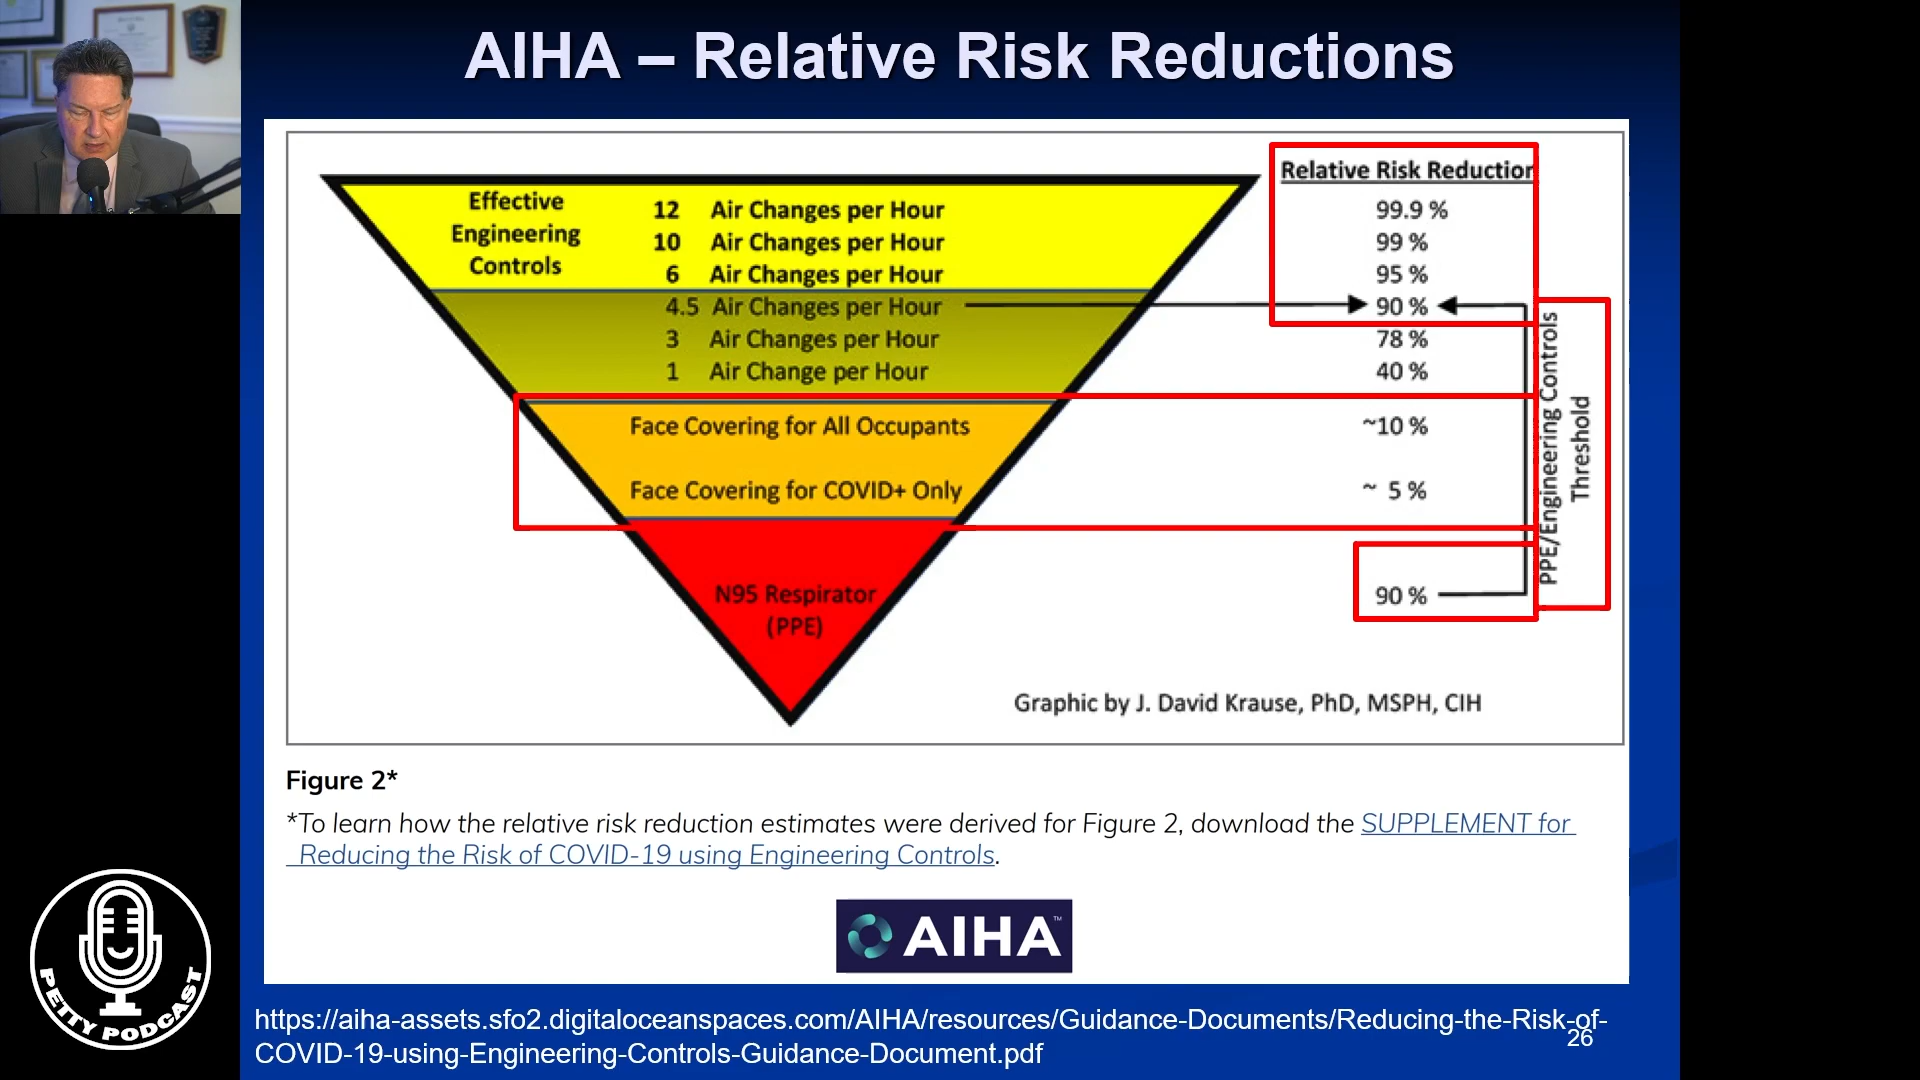 AIHA – Relative Risk Reductions
Relative Risk Reduction
Effective
Engineering
Controls
12 Air Changes per Hour 99.9 %
10 Air Changes per Hour 99 %
6 Air Changes per Hour 95 %
4.5 Air Changes per Hour 90 %
3 Air Changes per Hour 78 %
1 Air Change per Hour 40 %
Face Covering for All Occupants ~10 %
Face Covering for COVID+ Only ~ 5 %
N95 Respirator
(PPE)
90 %
PPE/Engineering Controls
Threshold
Graphic by J. David Krause, PhD, MSPH, CIH
Figure 2*
*To learn how the relative risk reduction estimates were derived for Figure 2, download the SUPPLEMENT for
Reducing the Risk of COVID-19 using Engineering Controls.
AIHA™
PETTY PODCAST
https://aiha-assets.sfo2.digitaloceanspaces.com/AIHA/resources/Guidance-Documents/Reducing-the-Risk-of-
COVID-19-using-Engineering-Controls-Guidance-Document.pdf
26